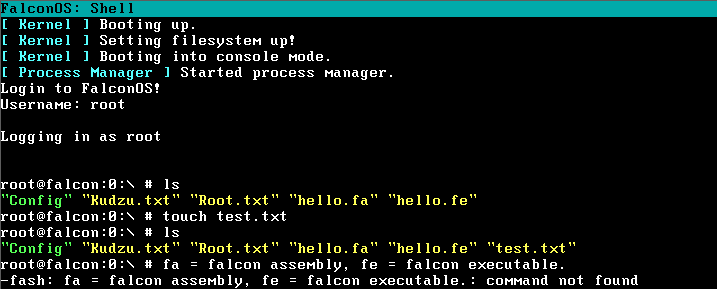 FalconOS: Shell
[ Kernel ] Booting up.
[ Kernel ] Setting filesystem up!
[ Kernel ] Booting into console mode.
[ Process Manager ] Started process manager.
Login to FalconOS!
Username: root
Logging in as root
root@falcon:0:\ # ls
"Config" "Kudzu.txt" "Root.txt" "hello.fa" "hello.fe"
root@falcon:0:\ # touch test.txt
root@falcon:0:\ # ls
"Config" "Kudzu.txt" "Root.txt" "hello.fa" "hello.fe" "test.txt"
root@falcon:0:\ # fa = falcon assembly, fe = falcon executable.
-fash: fa = falcon assembly, fe = falcon executable.: command not found